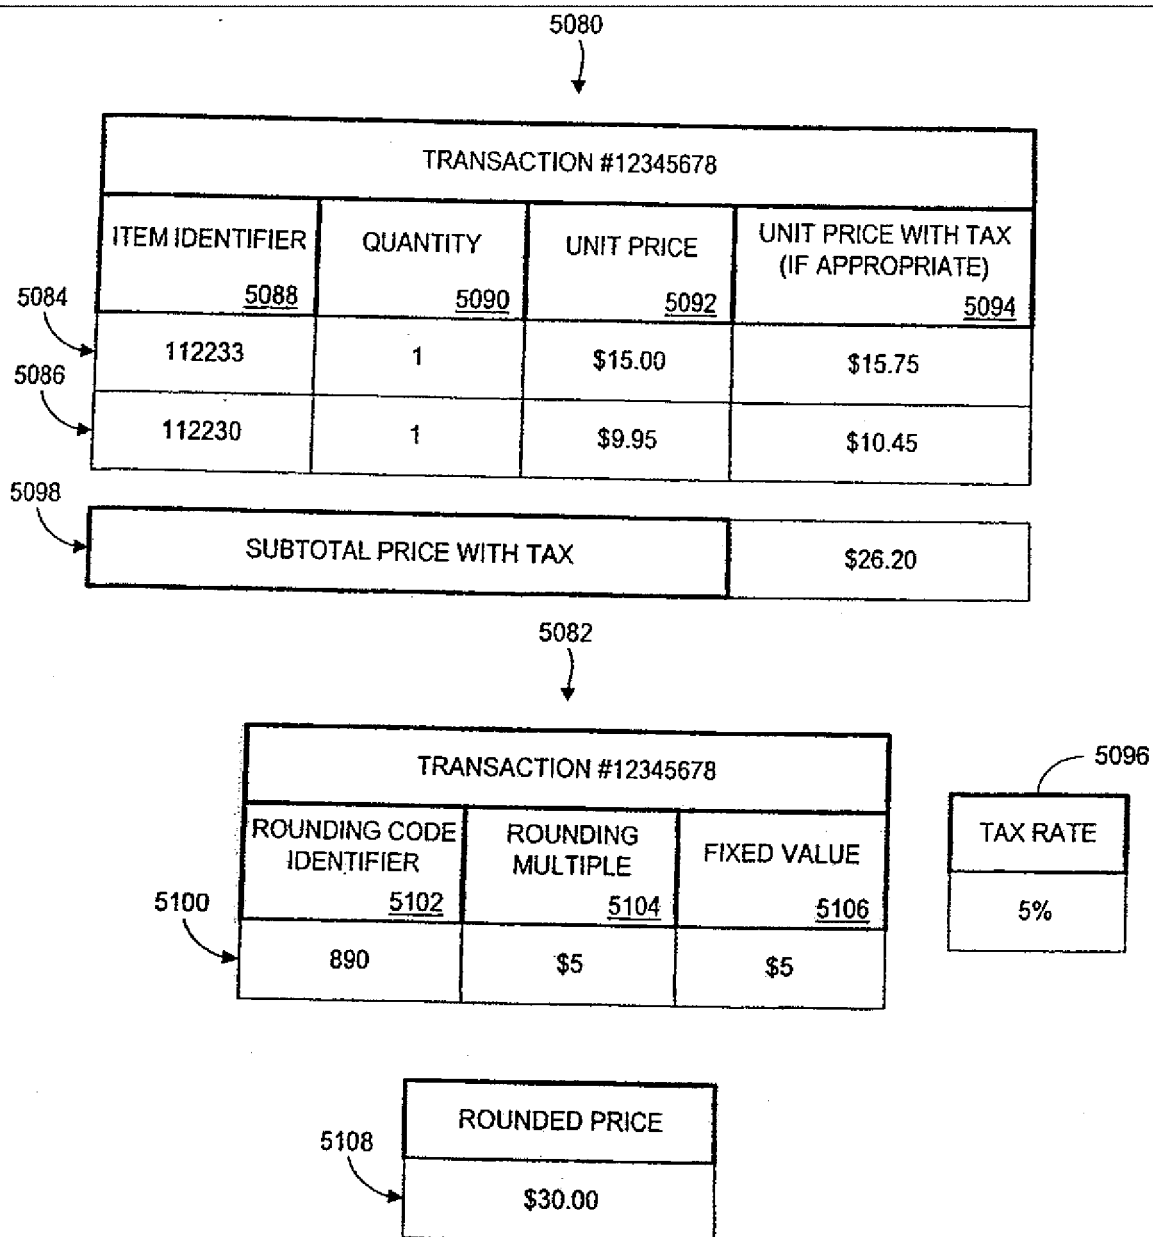 5080
TRANSACTION #12345678
ITEM IDENTIFIER 5088
QUANTITY 5090
UNIT PRICE 5092
UNIT PRICE WITH TAX
(IF APPROPRIATE) 5094
5084
112233 1 $15.00 $15.75
5086
112230 1 $9.95 $10.45
5098
SUBTOTAL PRICE WITH TAX $26.20
5082
TRANSACTION #12345678
ROUNDING CODE
IDENTIFIER
5102
ROUNDING
MULTIPLE
5104
FIXED VALUE
5106
5100
890 $5 $5
5096
TAX RATE
5%
ROUNDED PRICE
5108
$30.00